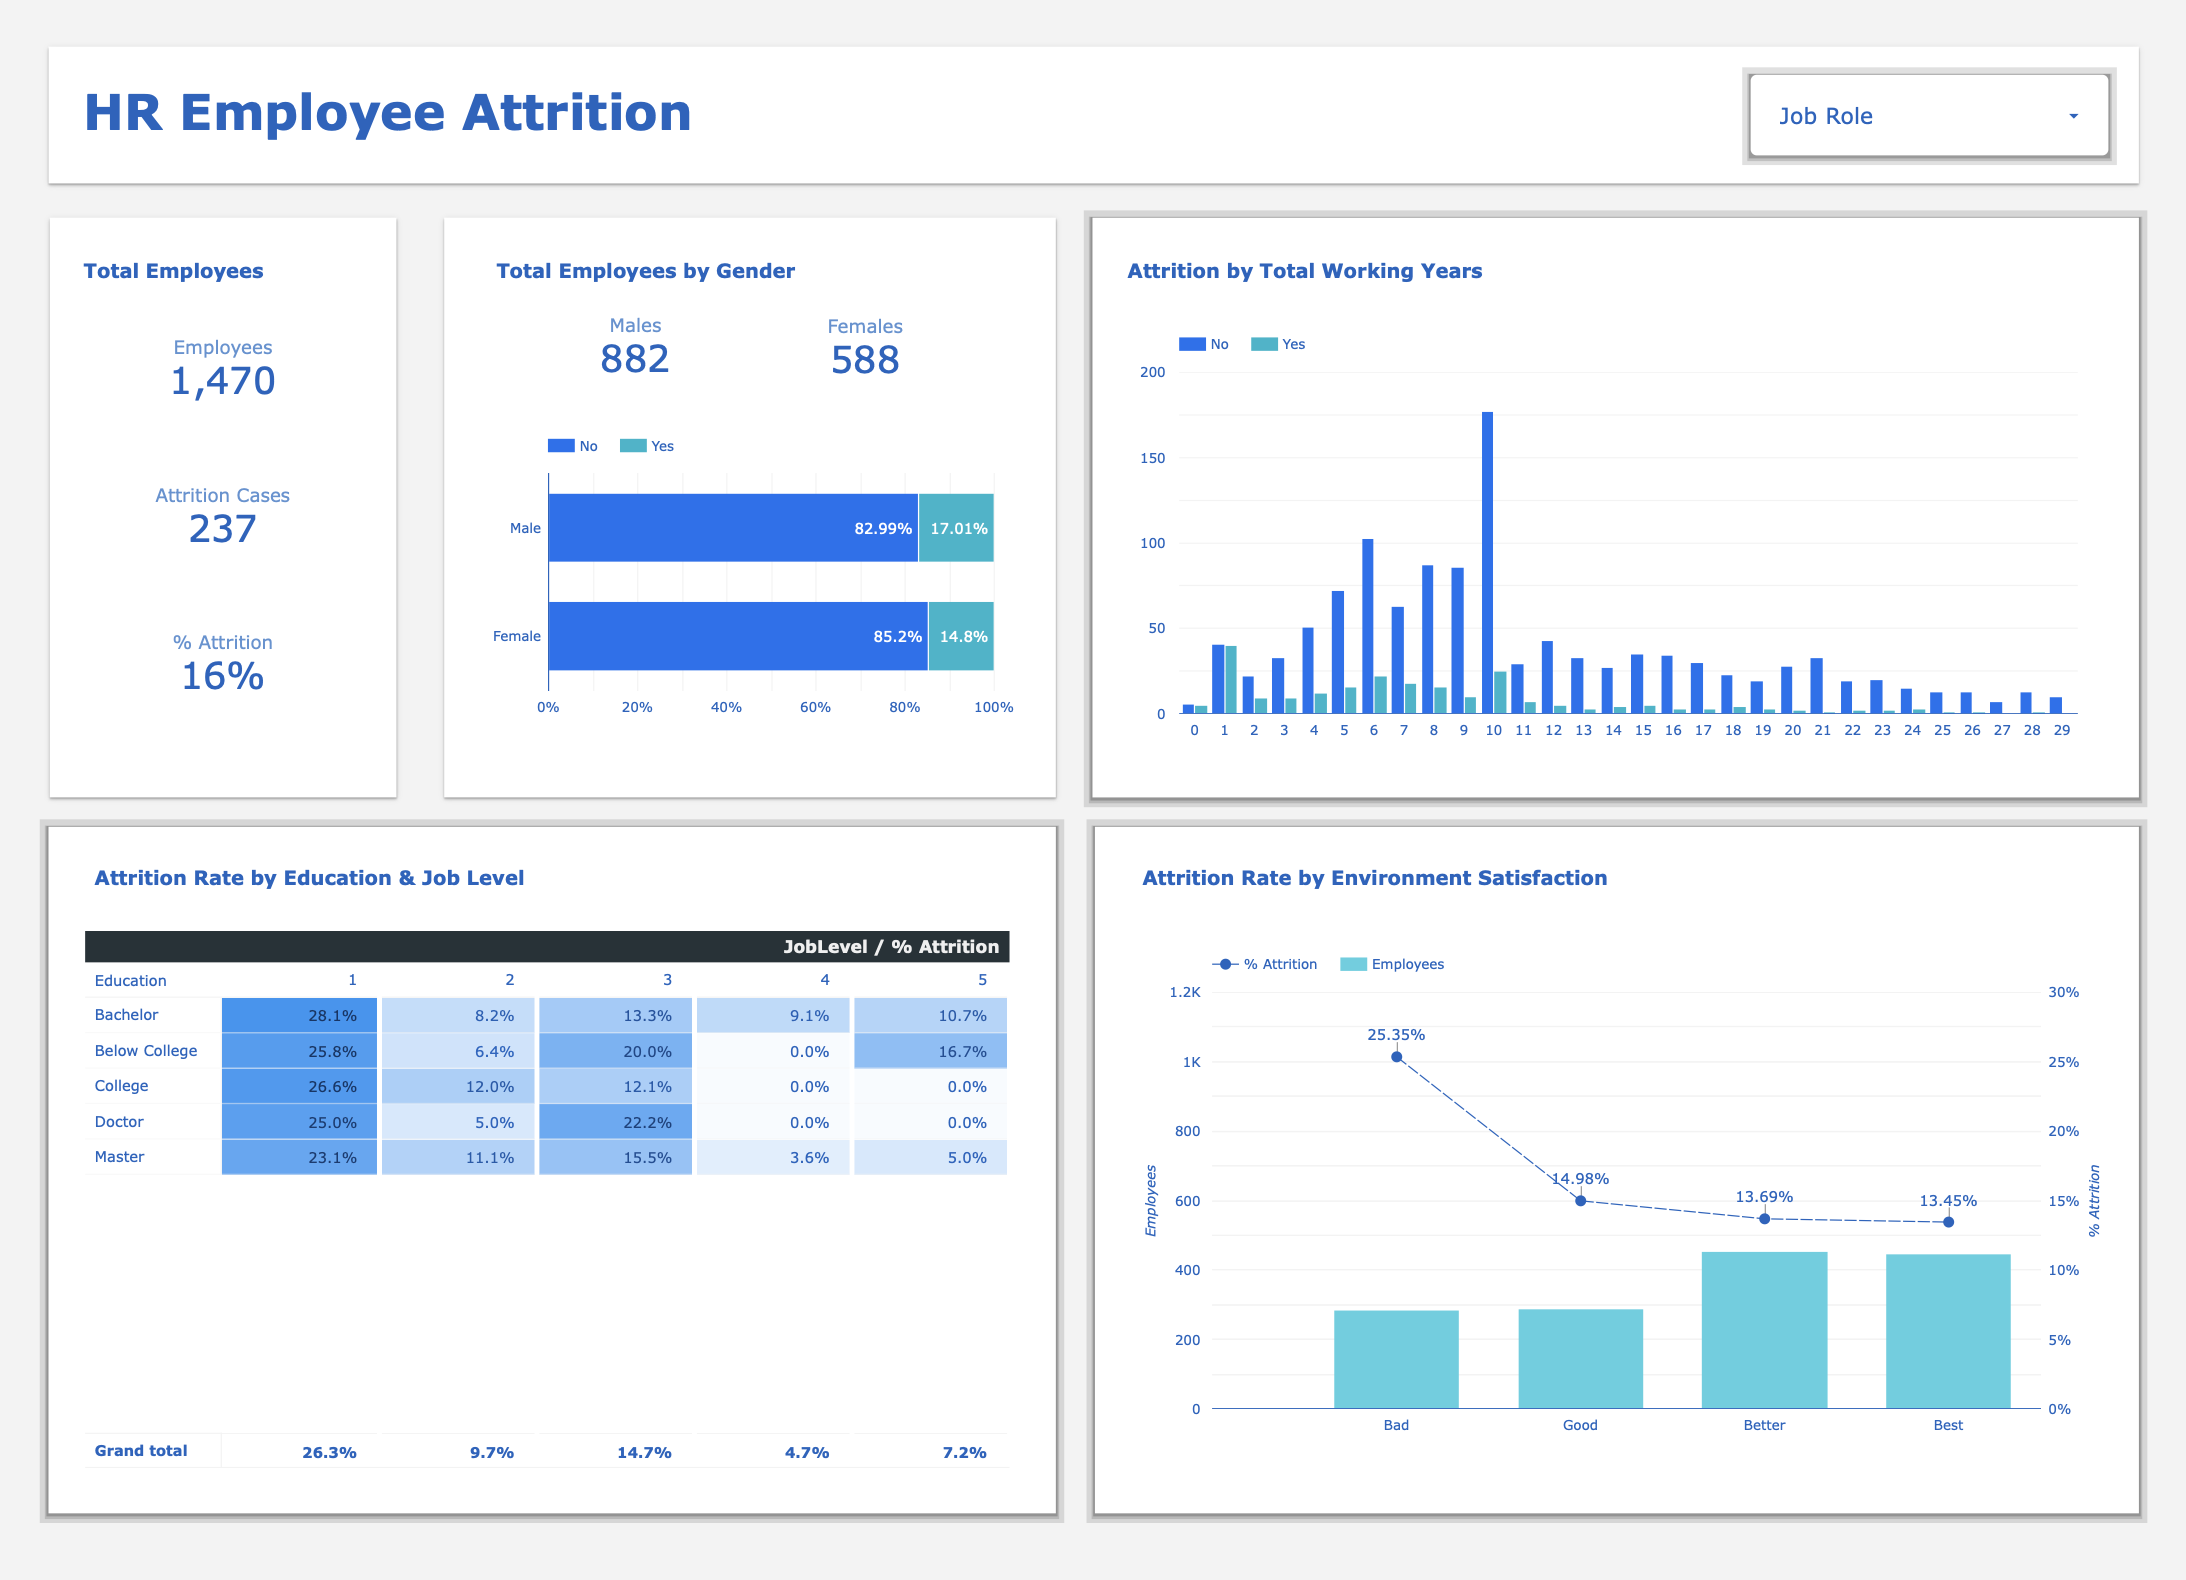 HR Employee Attrition
Job Role
Total Employees
Employees
1,470
Attrition Cases
237
% Attrition
16%
Total Employees by Gender
Males
882
Females
588
No Yes
Male 82.99% 17.01%
Female 85.2% 14.8%
0% 20% 40% 60% 80% 100%
Attrition by Total Working Years
No Yes
200
150
100
50
0
0 1 2 3 4 5 6 7 8 9 10 11 12 13 14 15 16 17 18 19 20 21 22 23 24 25 26 27 28 29
Attrition Rate by Education & Job Level
JobLevel / % Attrition
Education 1 2 3 4 5
Bachelor 28.1% 8.2% 13.3% 9.1% 10.7%
Below College 25.8% 6.4% 20.0% 0.0% 16.7%
College 26.6% 12.0% 12.1% 0.0% 0.0%
Doctor 25.0% 5.0% 22.2% 0.0% 0.0%
Master 23.1% 11.1% 15.5% 3.6% 5.0%
Grand total 26.3% 9.7% 14.7% 4.7% 7.2%
Attrition Rate by Environment Satisfaction
% Attrition Employees
1.2K 30%
25.35%
1K 25%
800 20%
14.98%
13.69%
13.45%
600 15%
Employees
% Attrition
400 10%
200 5%
0 0%
Bad Good Better Best